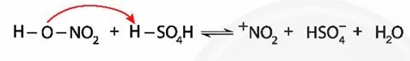 H–O–NO₂ + H–SO₄H ⇌ ⁺NO₂ + HSO₄⁻ + H₂O